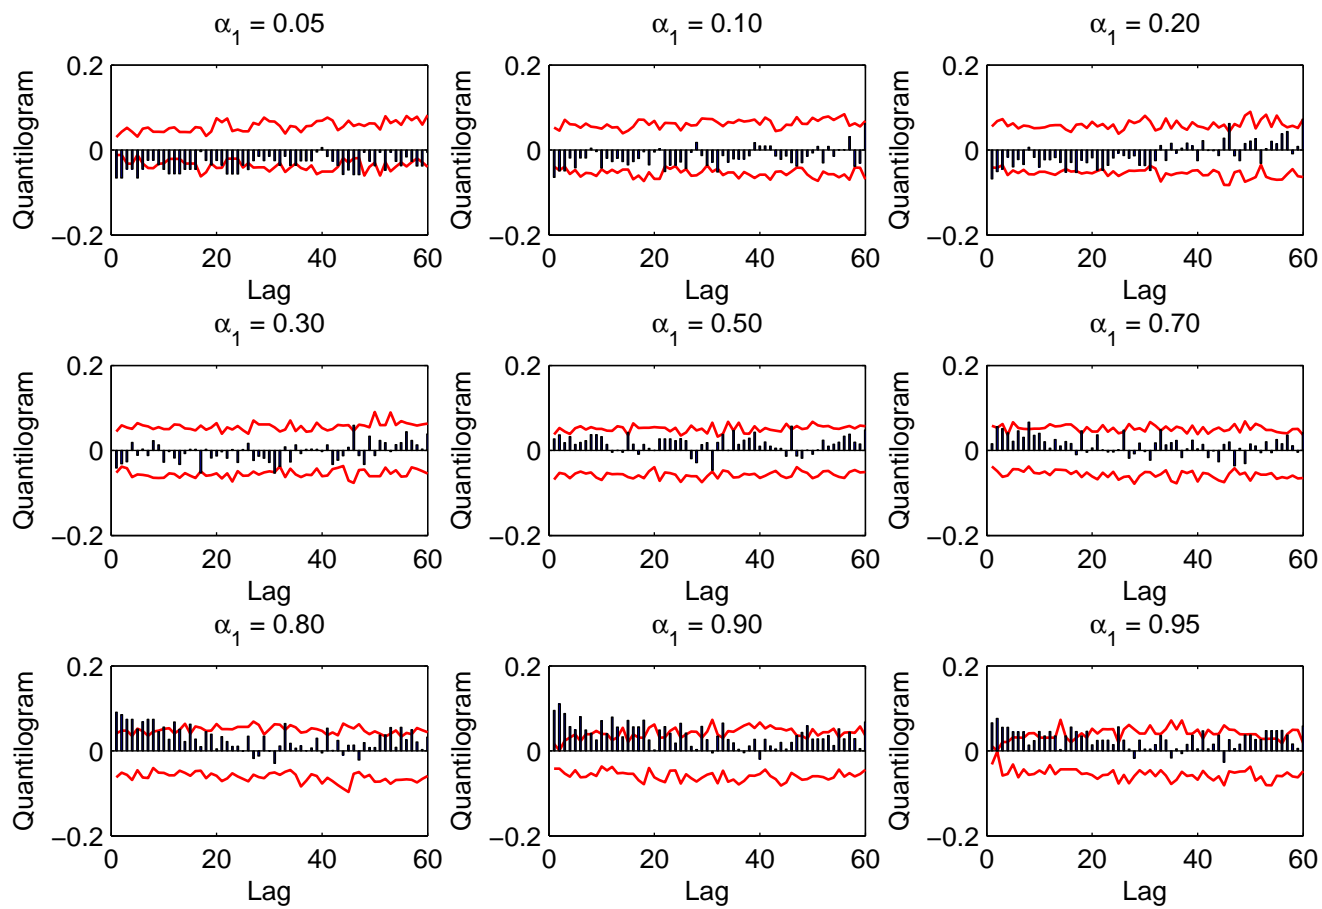 α1 = 0.05
α1 = 0.10
α1 = 0.20
Quantilogram
0.2
0
−0.2
0 20 40 60
Lag
Quantilogram
0.2
0
−0.2
0 20 40 60
Lag
Quantilogram
0.2
0
−0.2
0 20 40 60
Lag
α1 = 0.30
α1 = 0.50
α1 = 0.70
Quantilogram
0.2
0
−0.2
0 20 40 60
Lag
Quantilogram
0.2
0
−0.2
0 20 40 60
Lag
Quantilogram
0.2
0
−0.2
0 20 40 60
Lag
α1 = 0.80
α1 = 0.90
α1 = 0.95
Quantilogram
0.2
0
−0.2
0 20 40 60
Lag
Quantilogram
0.2
0
−0.2
0 20 40 60
Lag
Quantilogram
0.2
0
−0.2
0 20 40 60
Lag